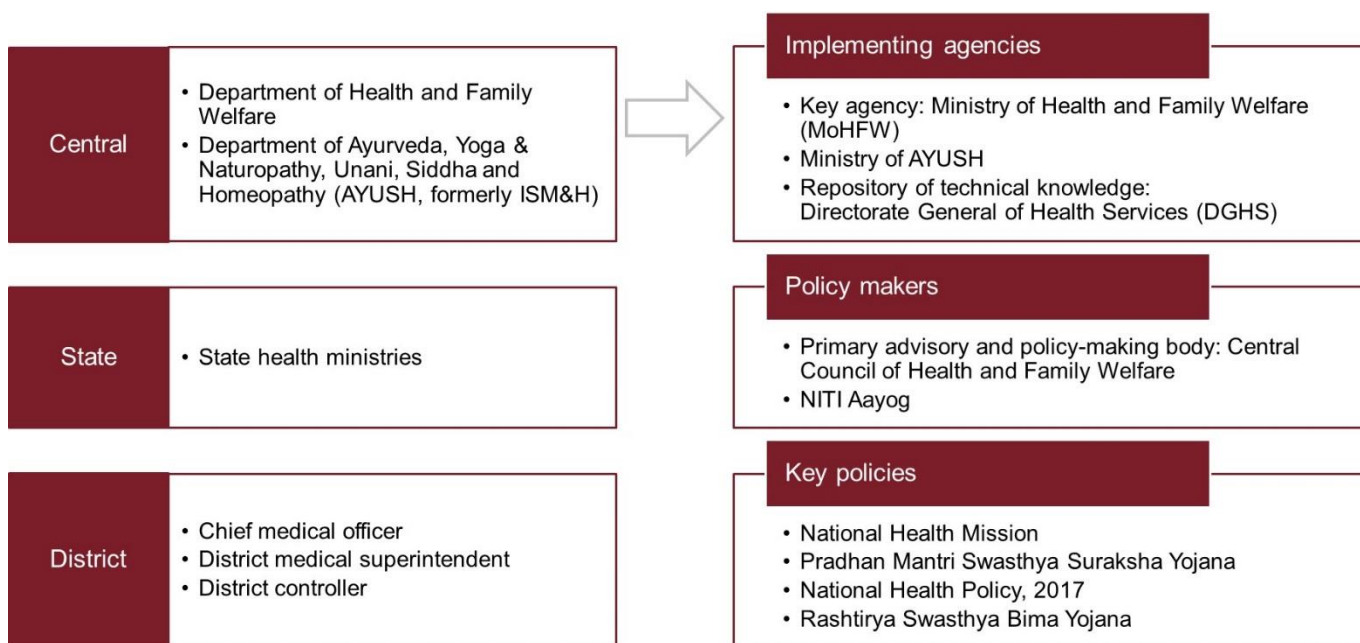 Central
• Department of Health and Family
Welfare
• Department of Ayurveda, Yoga &
Naturopathy, Unani, Siddha and
Homeopathy (AYUSH, formerly ISM&H)
Implementing agencies
• Key agency: Ministry of Health and Family Welfare
(MoHFW)
• Ministry of AYUSH
• Repository of technical knowledge:
Directorate General of Health Services (DGHS)
State
• State health ministries
Policy makers
• Primary advisory and policy-making body: Central
Council of Health and Family Welfare
• NITI Aayog
District
• Chief medical officer
• District medical superintendent
• District controller
Key policies
• National Health Mission
• Pradhan Mantri Swasthya Suraksha Yojana
• National Health Policy, 2017
• Rashtirya Swasthya Bima Yojana